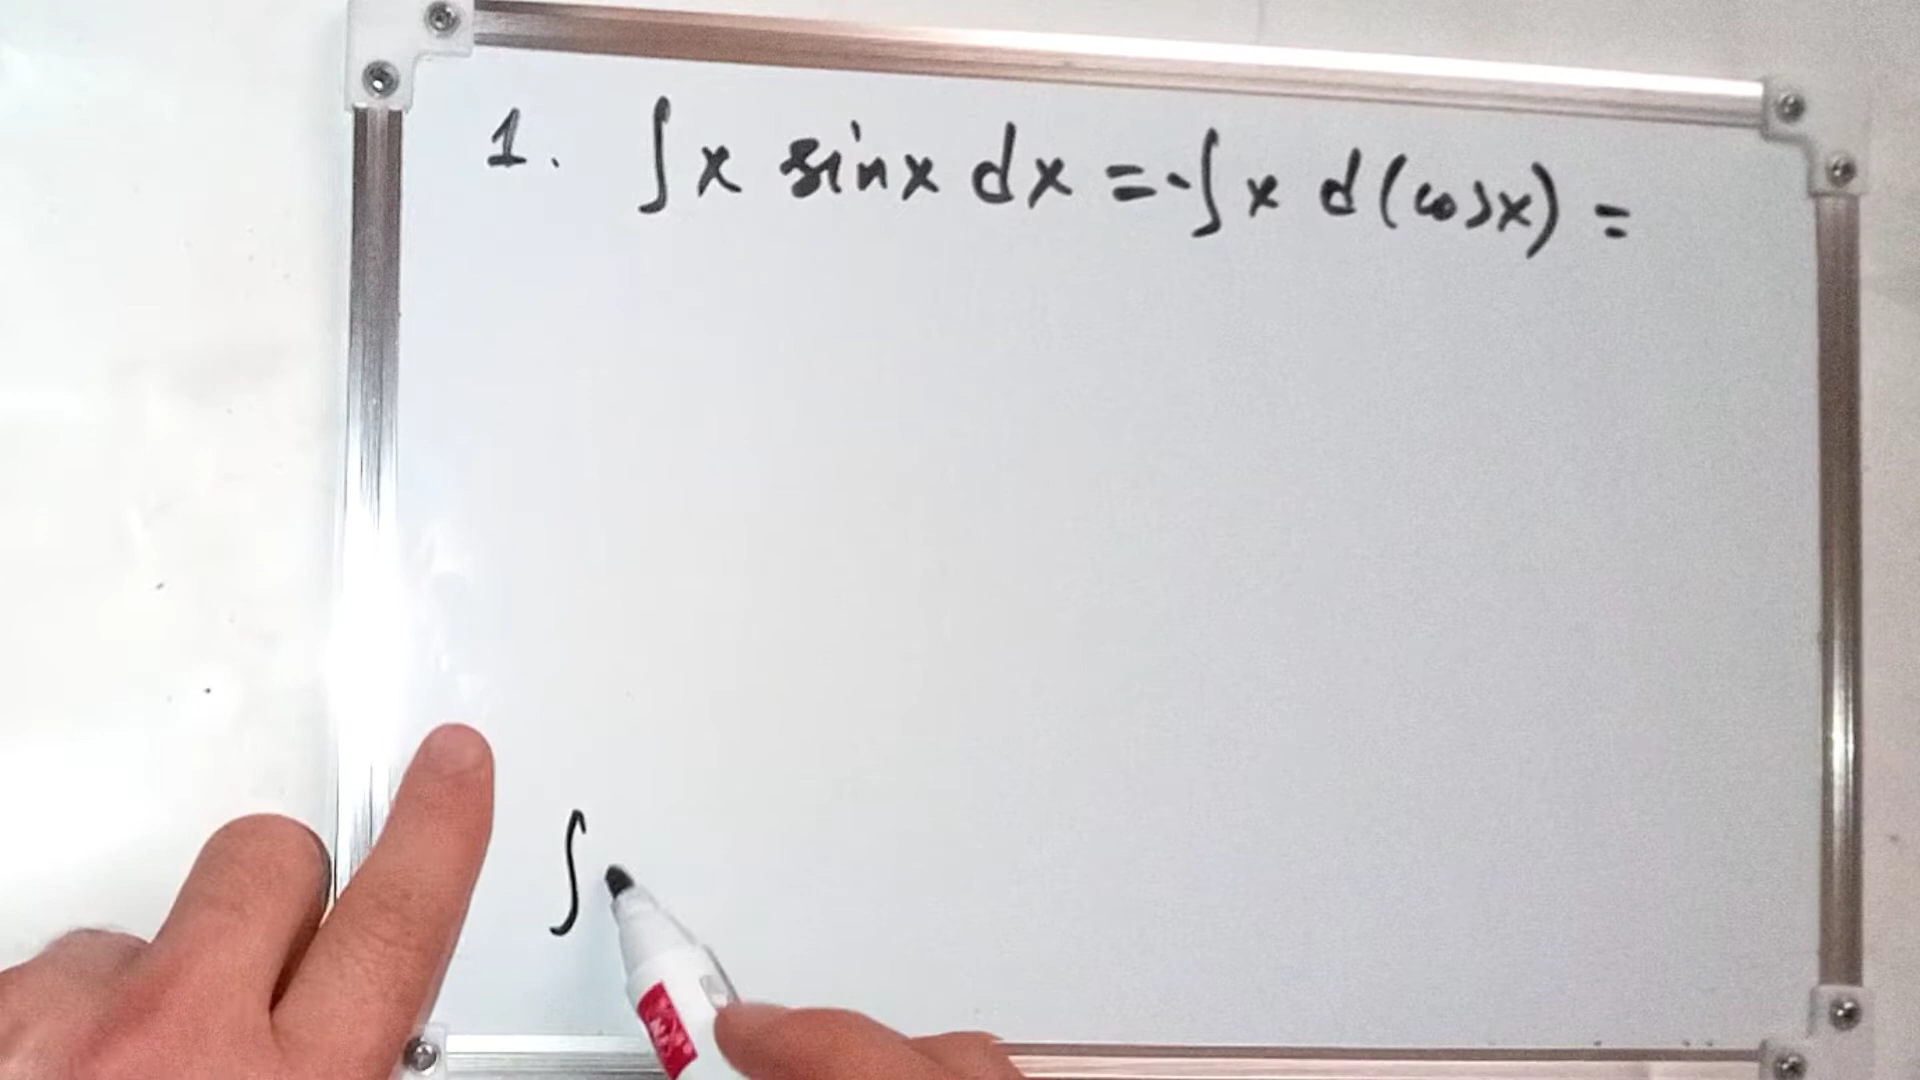 1. ∫x sinx dx = -∫x d(cosx) =
∫